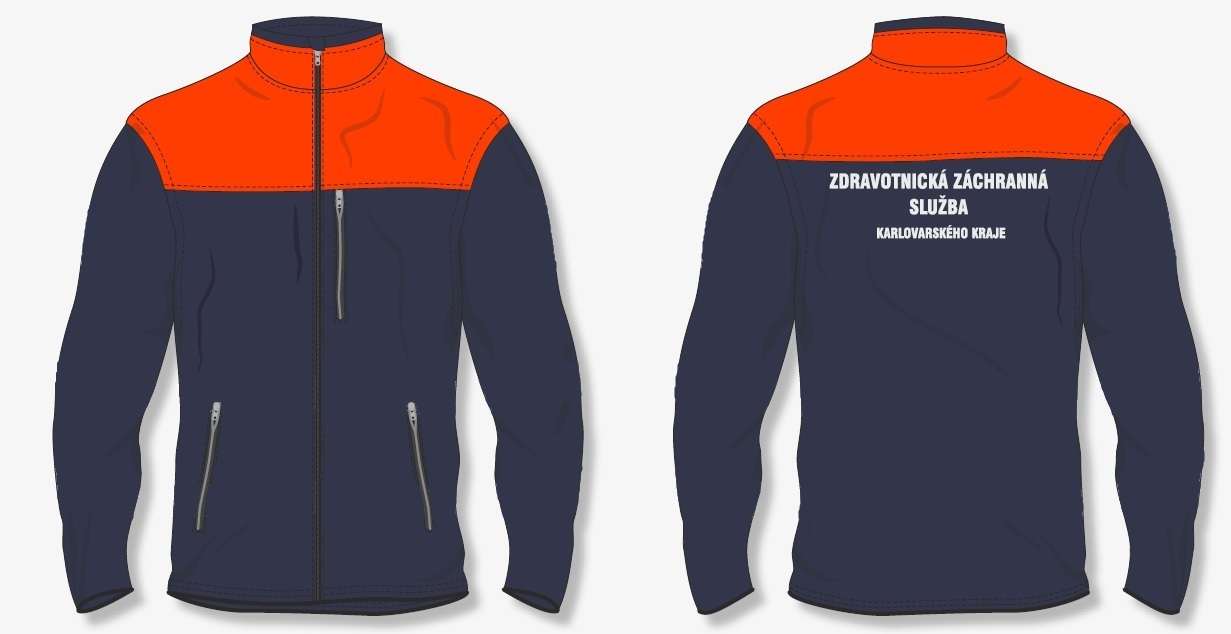 ZDRAVOTNICKÁ ZÁCHRANNÁ
SLUŽBA
KARLOVARSKÉHO KRAJE